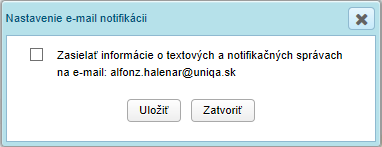 Nastavenie e-mail notifikácii
Zasielať informácie o textových a notifikačných správach
na e-mail: alfonz.halenar@uniqa.sk
Uložiť Zatvoriť